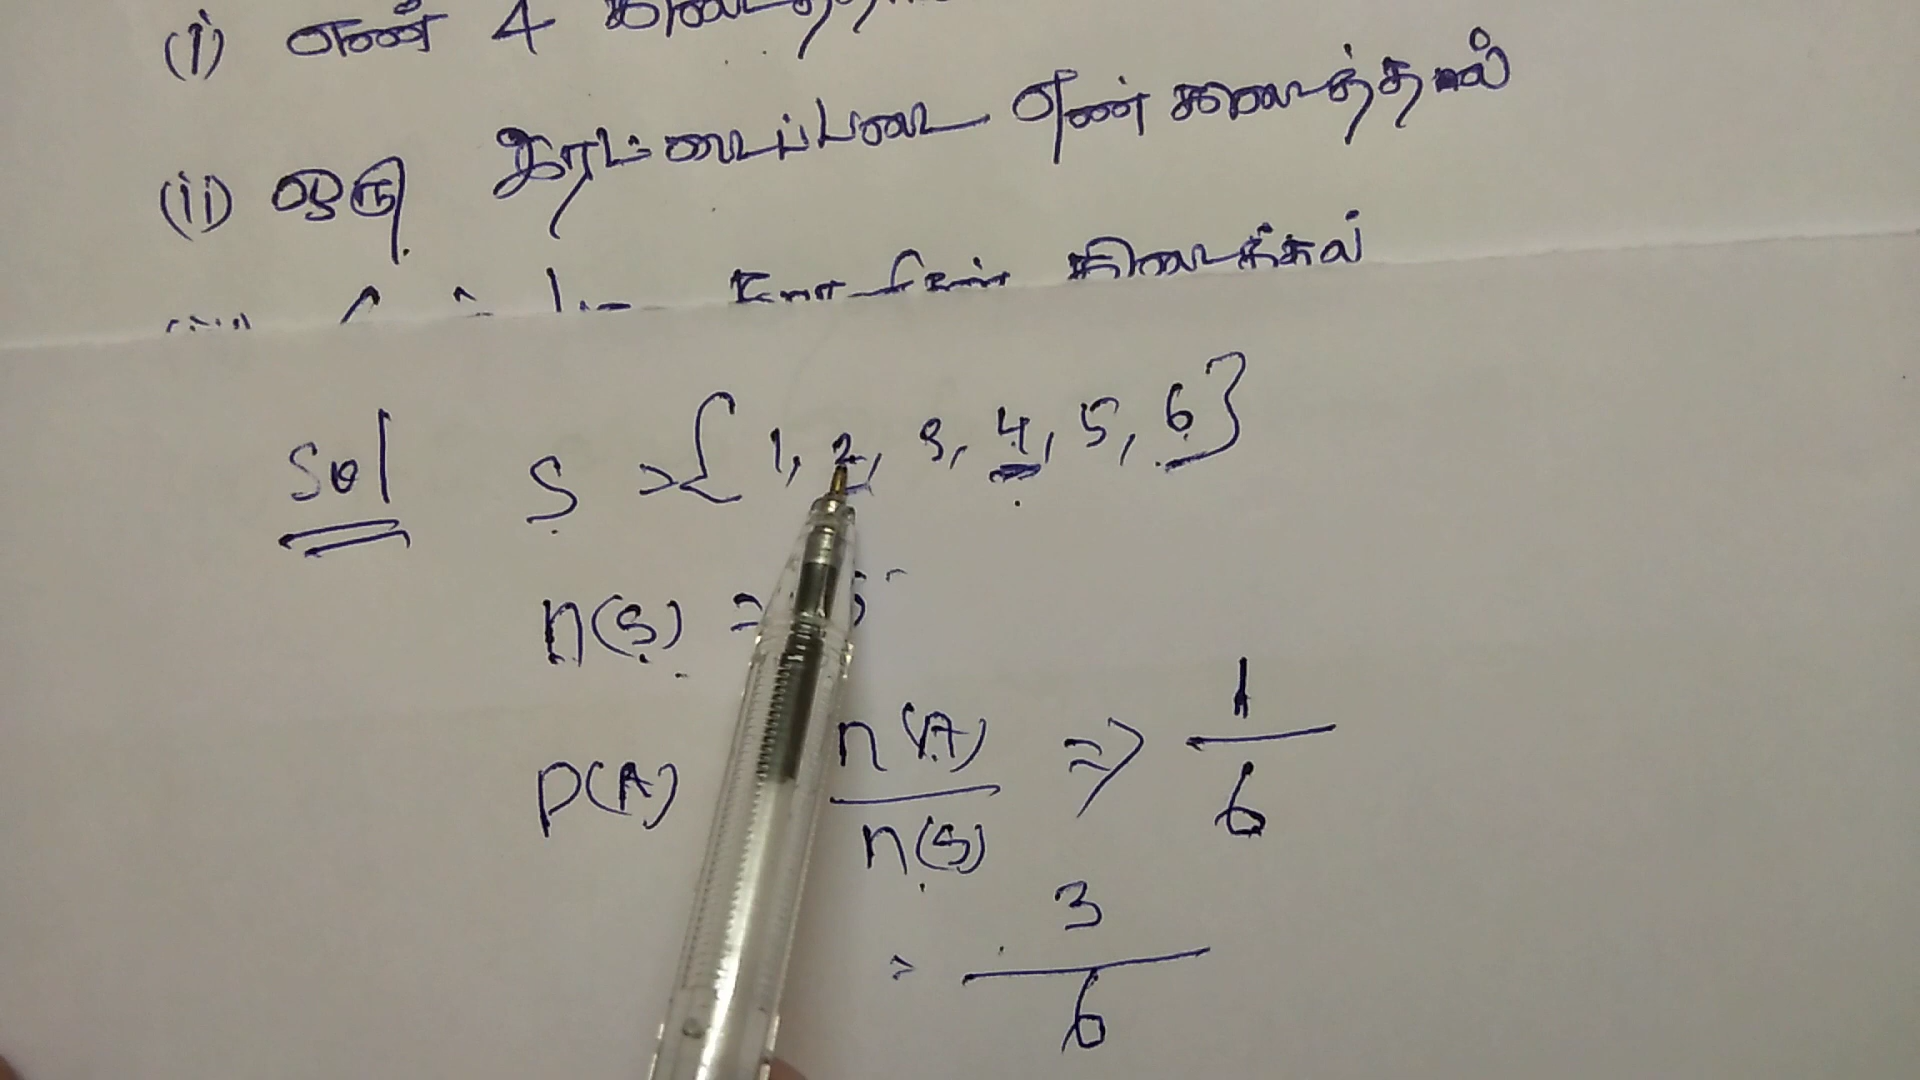 (i) எண் 4
(ii) ஒரு இரட்டைப்படை எண் கிடைத்தல்
கிடைத்தல்
Sol S = { 1, 2, 3, 4, 5, 6 }
n(S) =
P(A) n(A) / n(S) => 1 / 6
= 3 / 6